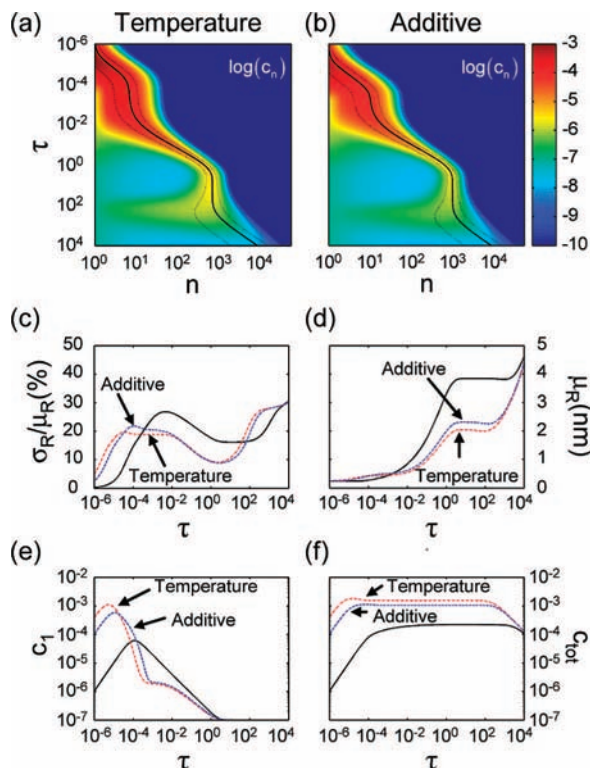 (a) Temperature (b) Additive
10^-6 log(c_n) log(c_n) -3
10^-4 -4
-5
10^-2 -6
τ
10^0 -7
-8
10^2 -9
10^4 -10
10^0 10^1 10^2 10^3 10^4 10^0 10^1 10^2 10^3 10^4
n n
(c) (d)
50 5
40 Additive Additive 4
σ_R/μ_R(%) 30 3 μ_R(nm)
20 2
10 Temperature Temperature 1
0 0
10^-6 10^-4 10^-2 10^0 10^2 10^4 10^-6 10^-4 10^-2 10^0 10^2 10^4
τ τ
(e) (f)
10^-2 10^-2
10^-3 Temperature Temperature 10^-3
Additive Additive
10^-4 10^-4
c_1 c_tot
10^-5 10^-5
10^-6 10^-6
10^-7 10^-7
10^-6 10^-4 10^-2 10^0 10^2 10^4 10^-6 10^-4 10^-2 10^0 10^2 10^4
τ τ